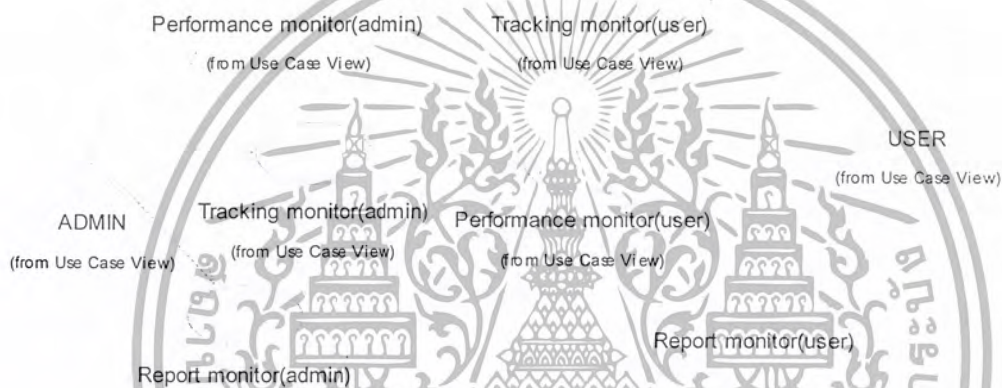 Performance monitor(admin)
(from Use Case View)
Tracking monitor(user)
(from Use Case View)
USER
(from Use Case View)
ADMIN
(from Use Case View)
Tracking monitor(admin)
(from Use Case View)
Performance monitor(user)
(from Use Case View)
Report monitor(user)
Report monitor(admin)